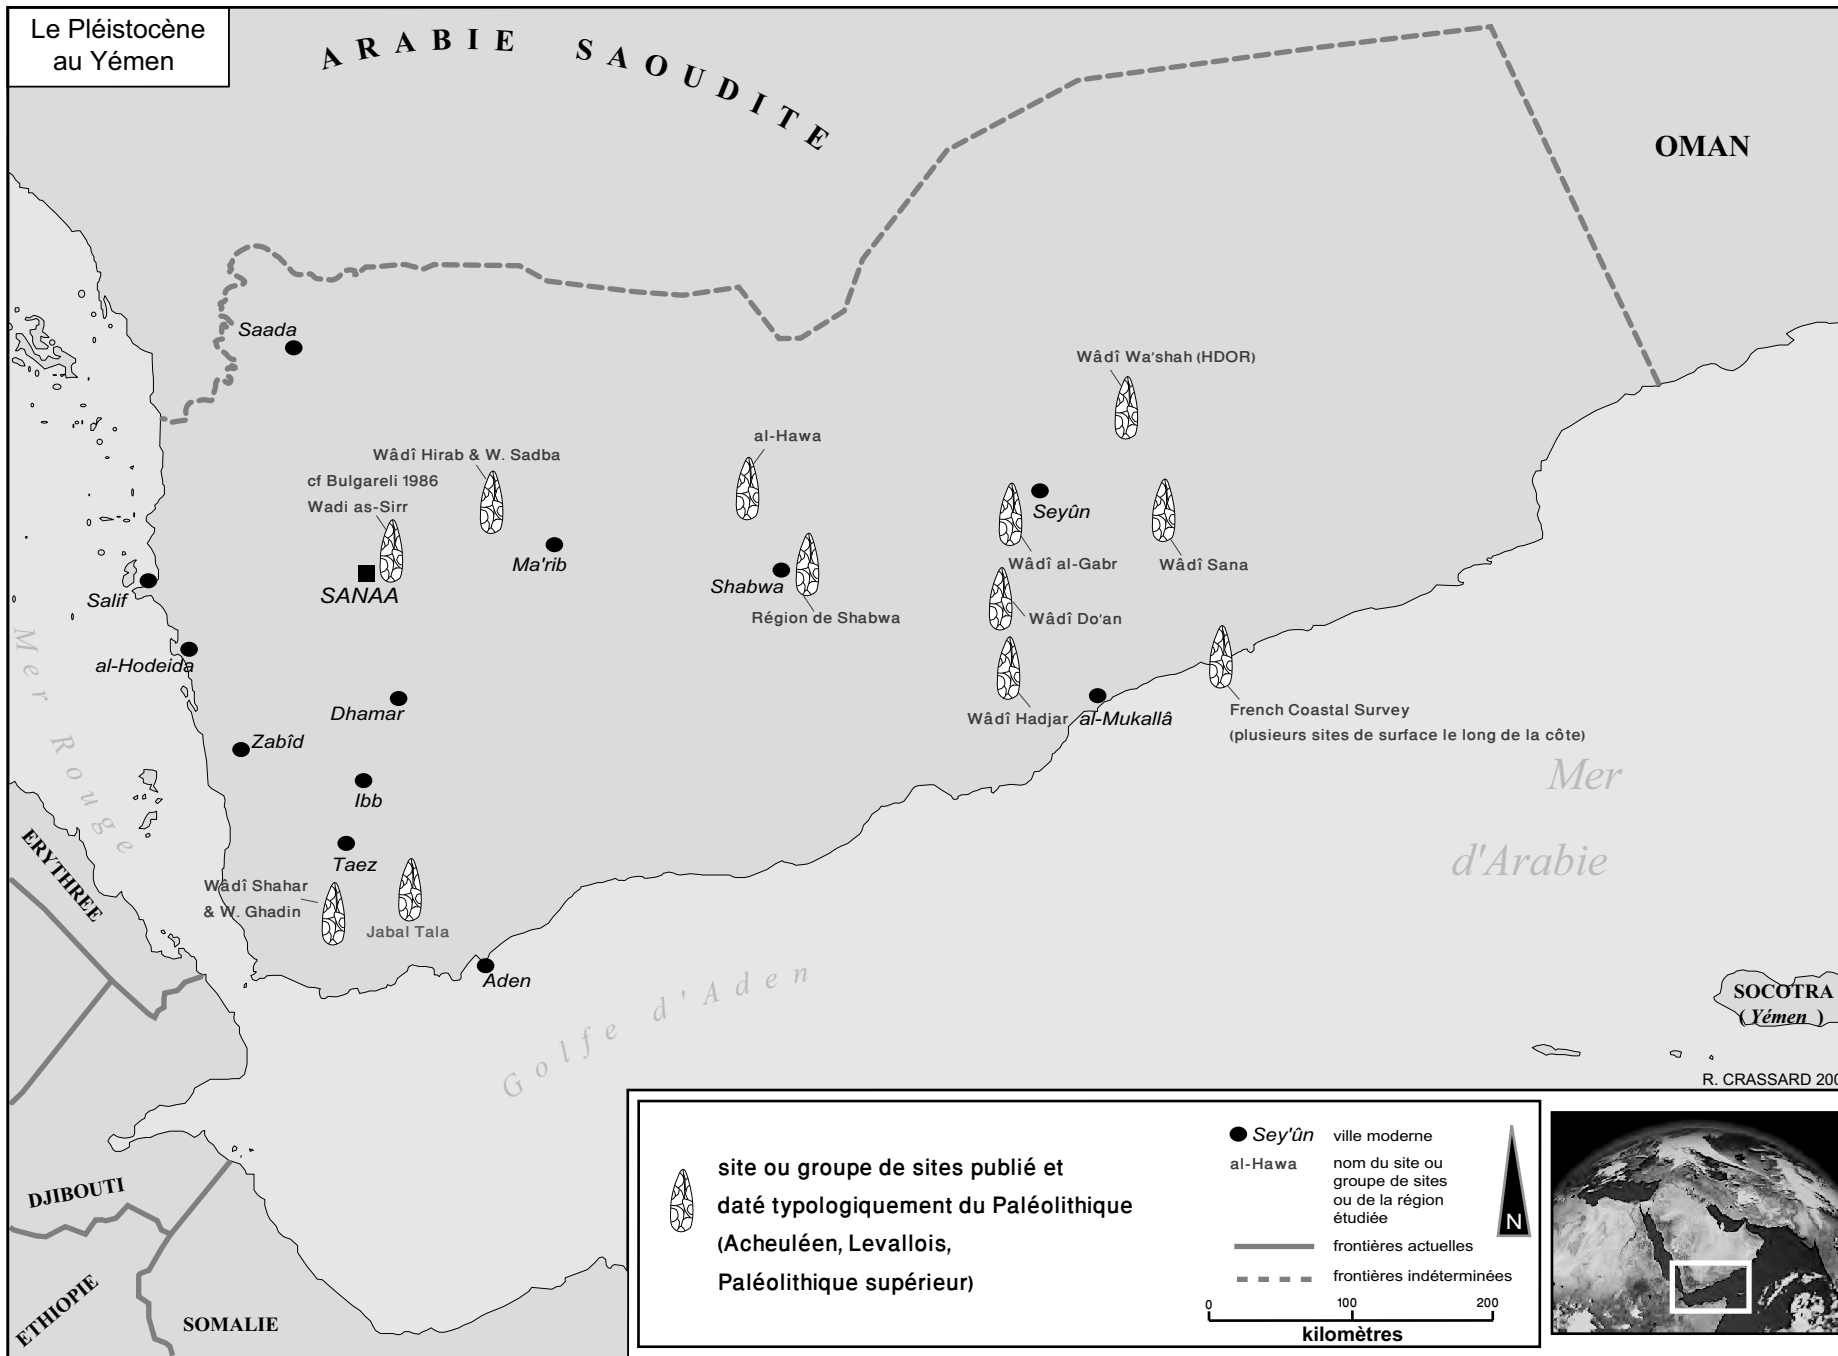 Le Pléistocène
au Yémen
ARABIE SAOUDITE
OMAN
Saada
Wâdî Wa'shah (HDOR)
al-Hawa
Wâdî Hirab & W. Sadba
cf Bulgareli 1986
Wadi as-Sirr
Seyûn
Ma'rib
Wâdî al-Gabr
Wâdî Sana
Shabwa
SANAA
Salif
Région de Shabwa
Wâdî Do'an
Mer Rouge
al-Hodeida
Dhamar
Wâdî Hadjar
al-Mukallâ
French Coastal Survey
(plusieurs sites de surface le long de la côte)
Zabîd
Ibb
Mer
d'Arabie
ERYTHREE
Taez
Wâdî Shahar
& W. Ghadin
Jabal Tala
Aden
Golfe d'Aden
SOCOTRA
( Yémen )
R. CRASSARD 200
DJIBOUTI
ETHIOPIE
SOMALIE
site ou groupe de sites publié et
daté typologiquement du Paléolithique
(Acheuléen, Levallois,
Paléolithique supérieur)
Sey'ûn ville moderne
al-Hawa nom du site ou
groupe de sites
ou de la région
étudiée
frontières actuelles
frontières indéterminées
0 100 200
kilomètres
N